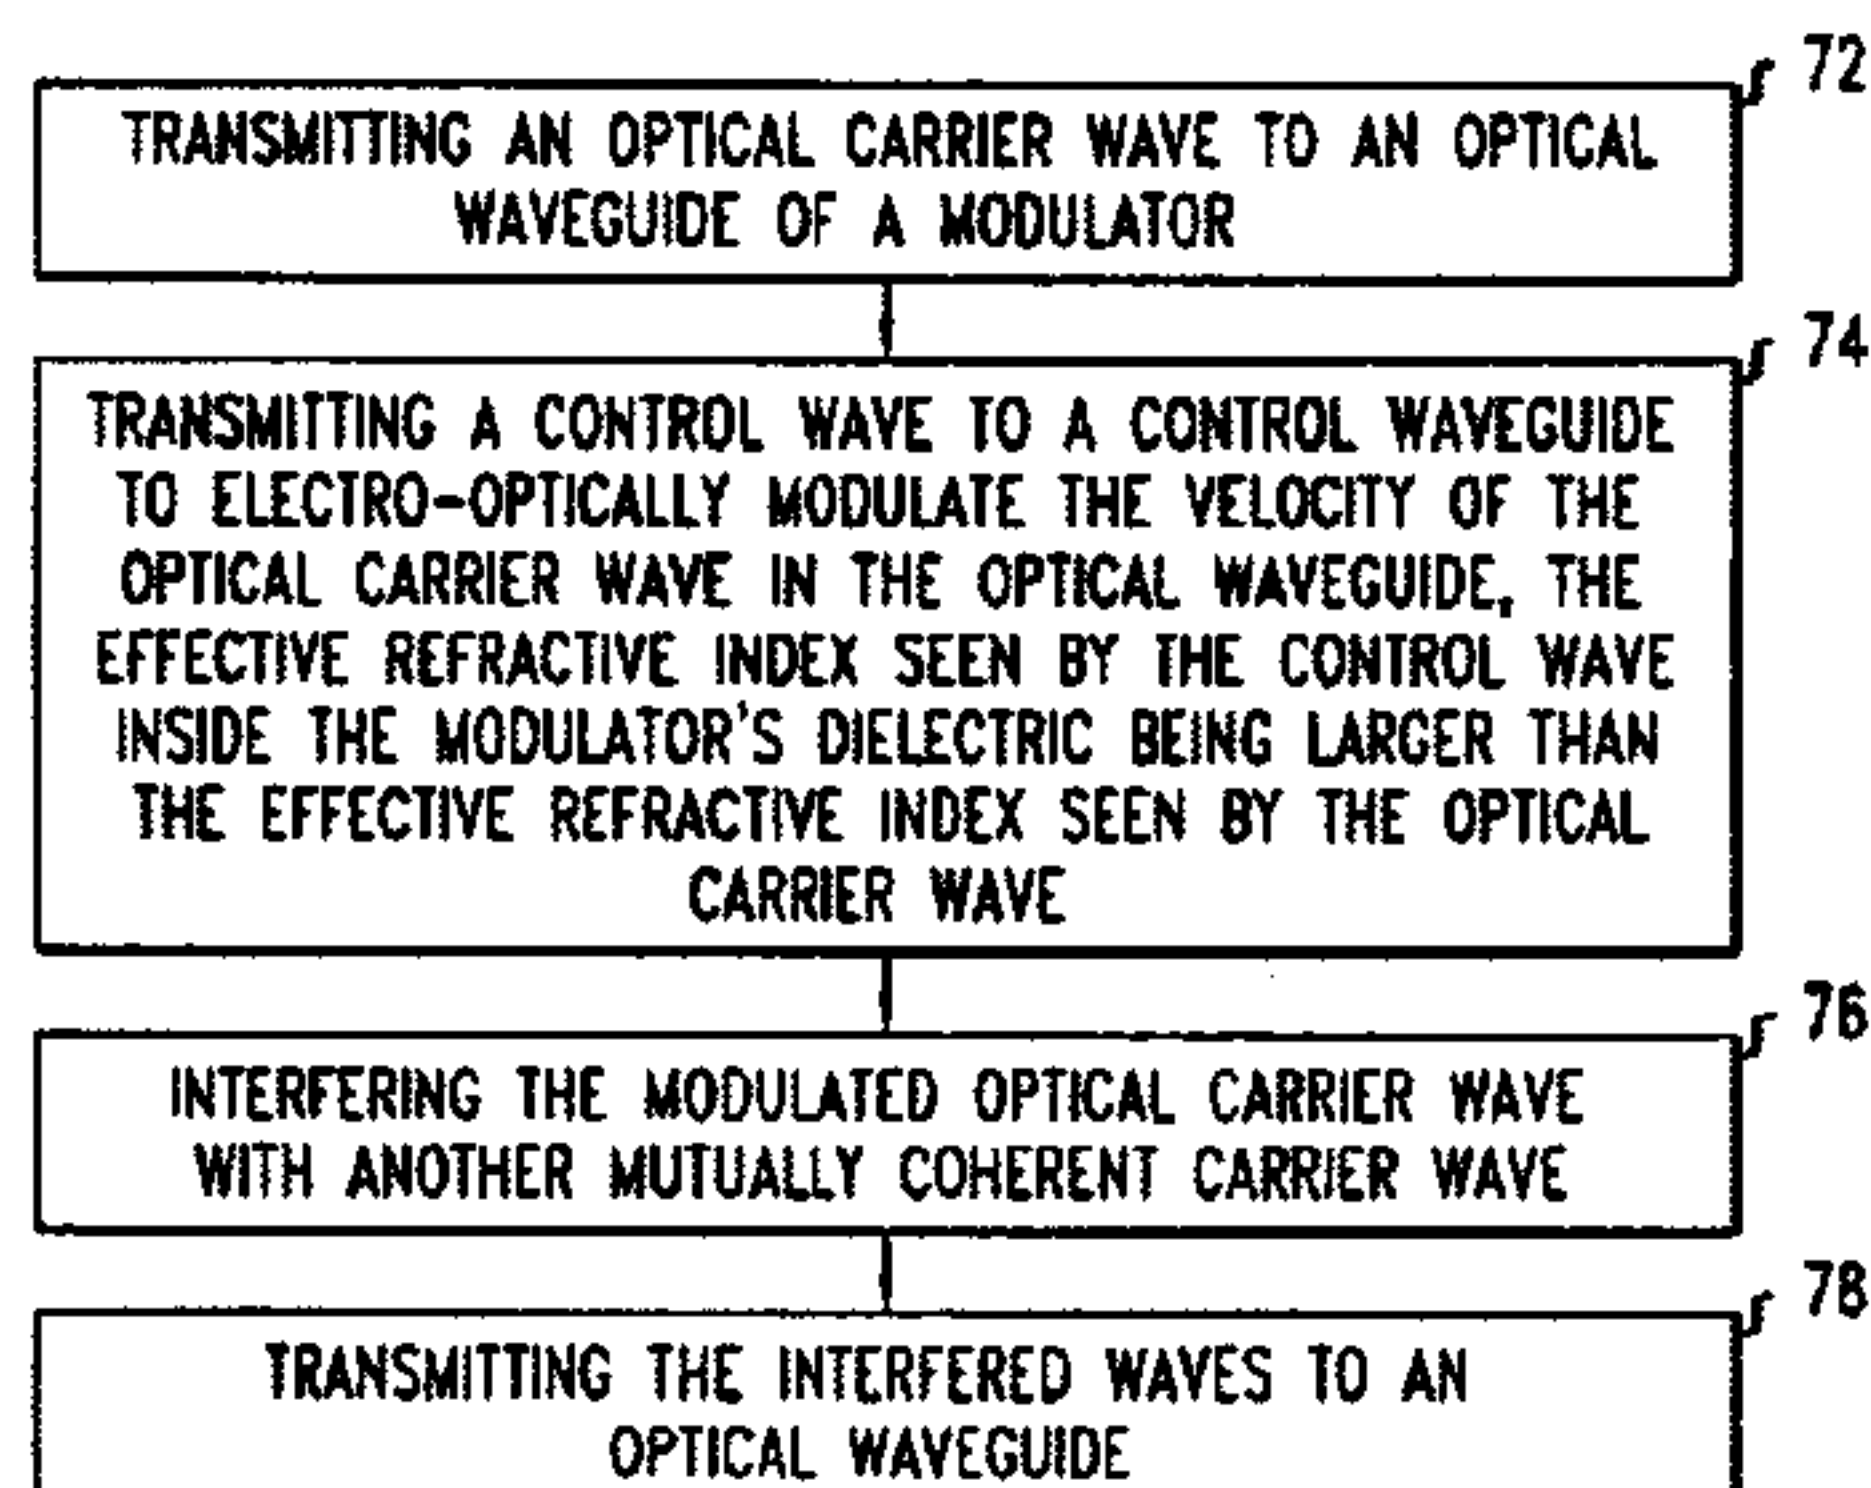 72
TRANSMITTING AN OPTICAL CARRIER WAVE TO AN OPTICAL
WAVEGUIDE OF A MODULATOR
74
TRANSMITTING A CONTROL WAVE TO A CONTROL WAVEGUIDE
TO ELECTRO-OPTICALLY MODULATE THE VELOCITY OF THE
OPTICAL CARRIER WAVE IN THE OPTICAL WAVEGUIDE, THE
EFFECTIVE REFRACTIVE INDEX SEEN BY THE CONTROL WAVE
INSIDE THE MODULATOR'S DIELECTRIC BEING LARGER THAN
THE EFFECTIVE REFRACTIVE INDEX SEEN BY THE OPTICAL
CARRIER WAVE
76
INTERFERING THE MODULATED OPTICAL CARRIER WAVE
WITH ANOTHER MUTUALLY COHERENT CARRIER WAVE
78
TRANSMITTING THE INTERFERED WAVES TO AN
OPTICAL WAVEGUIDE